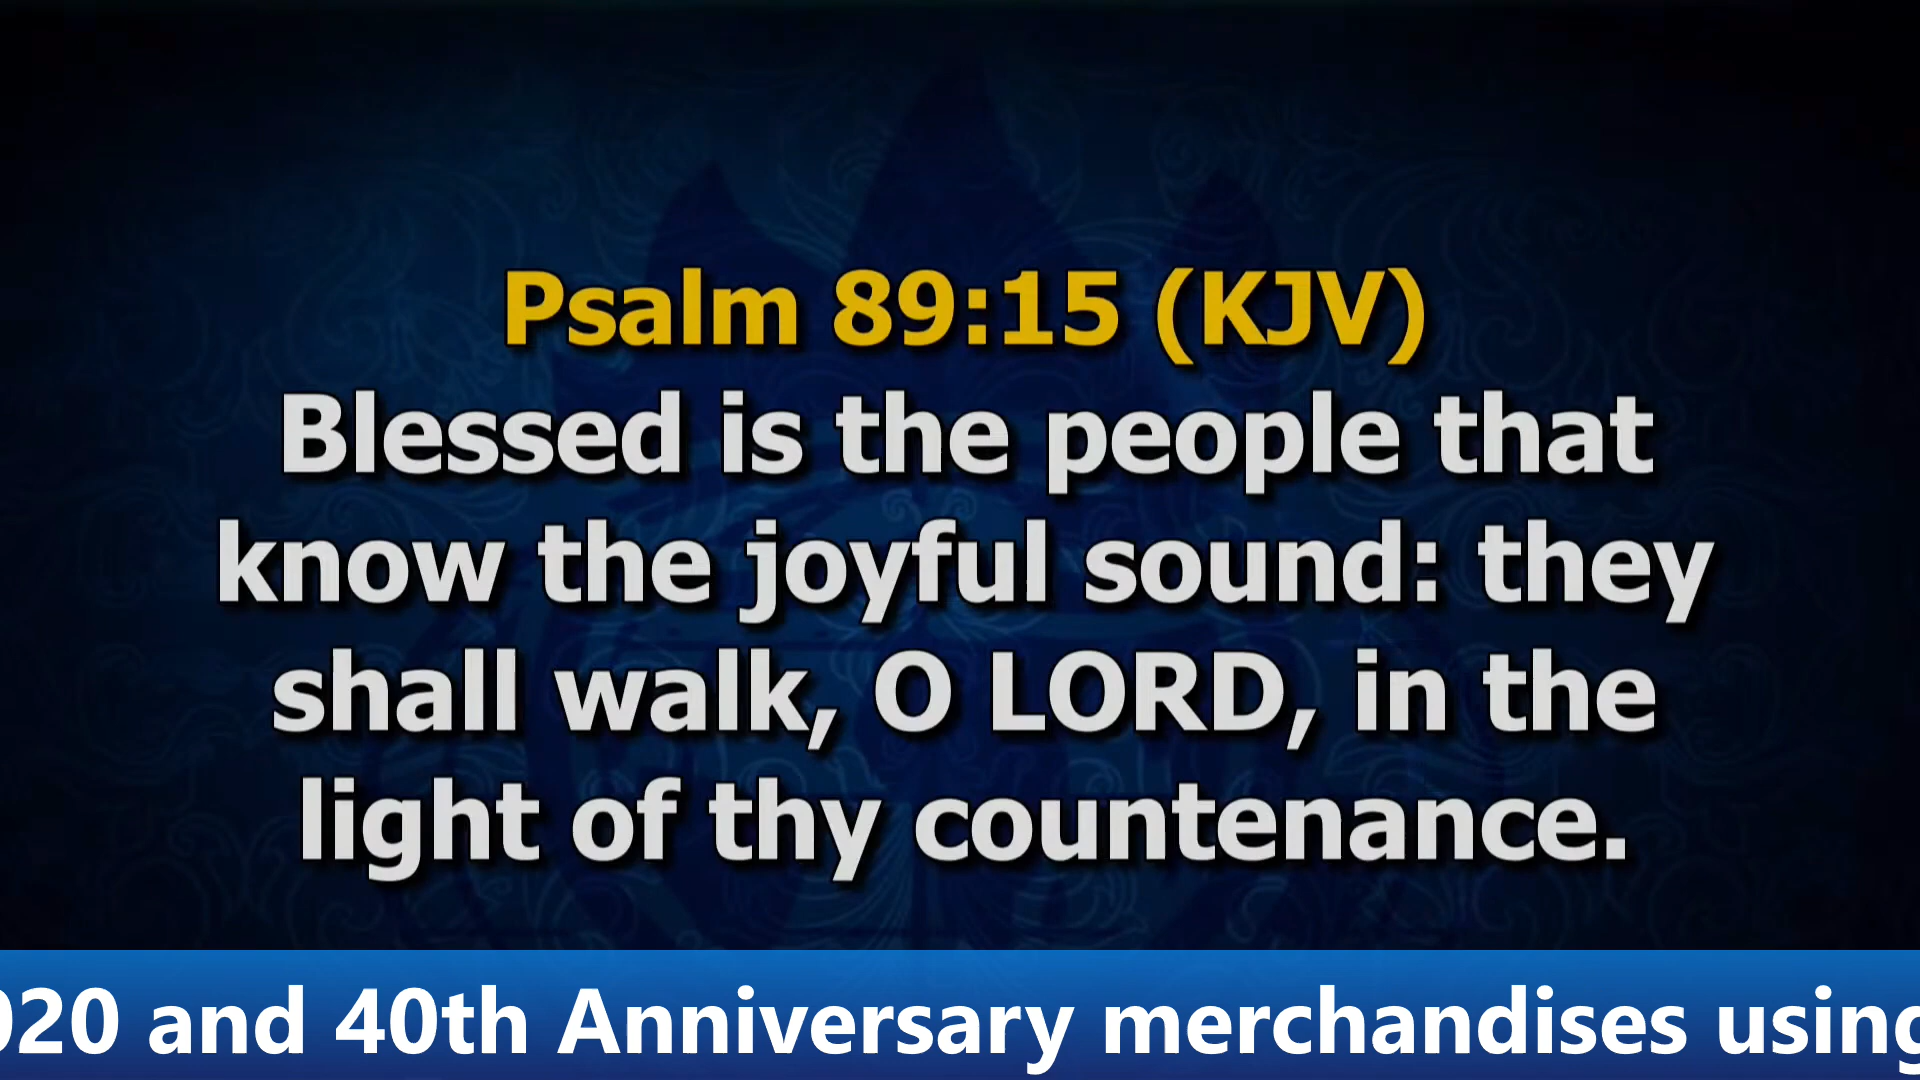 Psalm 89:15 (KJV)
Blessed is the people that
know the joyful sound: they
shall walk, O LORD, in the
light of thy countenance.
020 and 40th Anniversary merchandises using